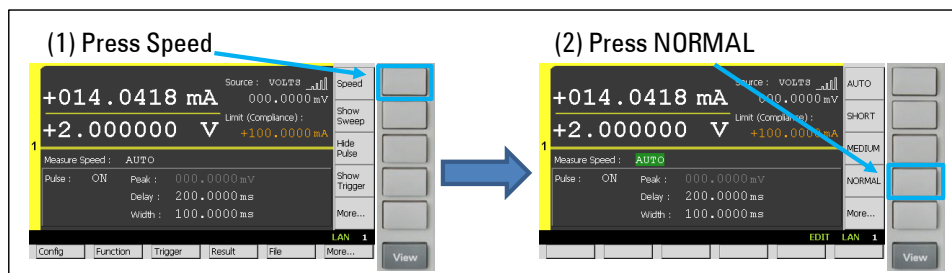 (1) Press Speed
Source : VOLTS
+014.0418 mA
000.0000 mV
Limit (Compliance) :
+2.000000 V
+100.0000 mA
1
Measure Speed : AUTO
Pulse : ON Peak : 000.0000 mV
Delay : 200.0000 ms
Width : 100.0000 ms
LAN 1
Speed
Show Sweep
Hide Pulse
Show Trigger
More...
Config Function Trigger Result File More...
View
(2) Press NORMAL
Source : VOLTS
+014.0418 mA
000.0000 mV
Limit (Compliance) :
+2.000000 V
+100.0000 mA
1
Measure Speed : AUTO
Pulse : ON Peak : 000.0000 mV
Delay : 200.0000 ms
Width : 100.0000 ms
EDIT LAN 1
AUTO
SHORT
MEDIUM
NORMAL
More...
View